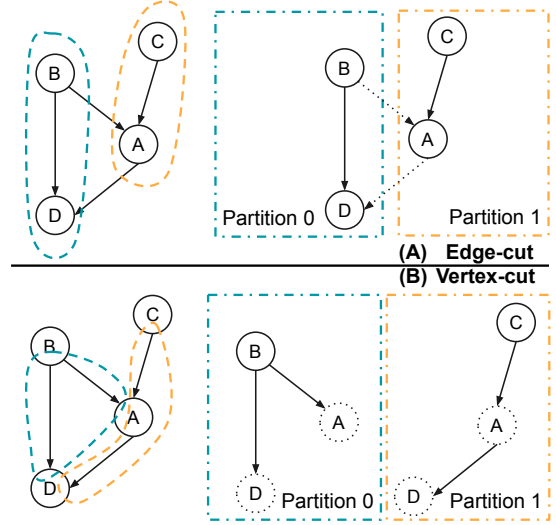 C
B
A
D
C
B
A
D
Partition 0
Partition 1
(A) Edge-cut
(B) Vertex-cut
C
B
A
D
C
B
A
A
D
D
Partition 0
Partition 1